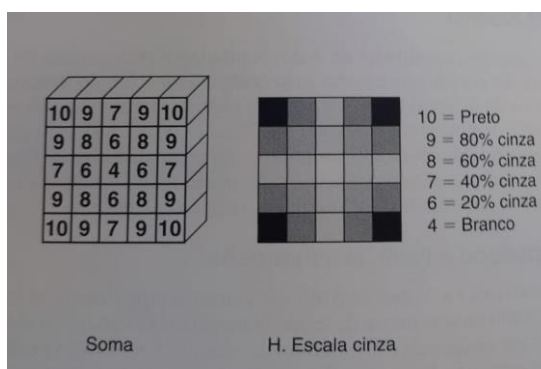 10 9 7 9 10
9 8 6 8 9
7 6 4 6 7
9 8 6 8 9
10 9 7 9 10
10 = Preto
9 = 80% cinza
8 = 60% cinza
7 = 40% cinza
6 = 20% cinza
4 = Branco
Soma
H. Escala cinza